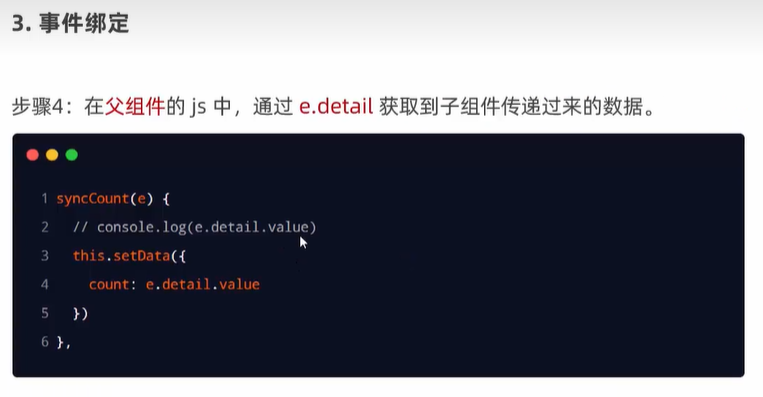 3. 事件绑定
步骤4：在父组件的 js 中，通过 e.detail 获取到子组件传递过来的数据。
1 syncCount(e) {
2 // console.log(e.detail.value)
3 this.setData({
4 count: e.detail.value
5 })
6 },